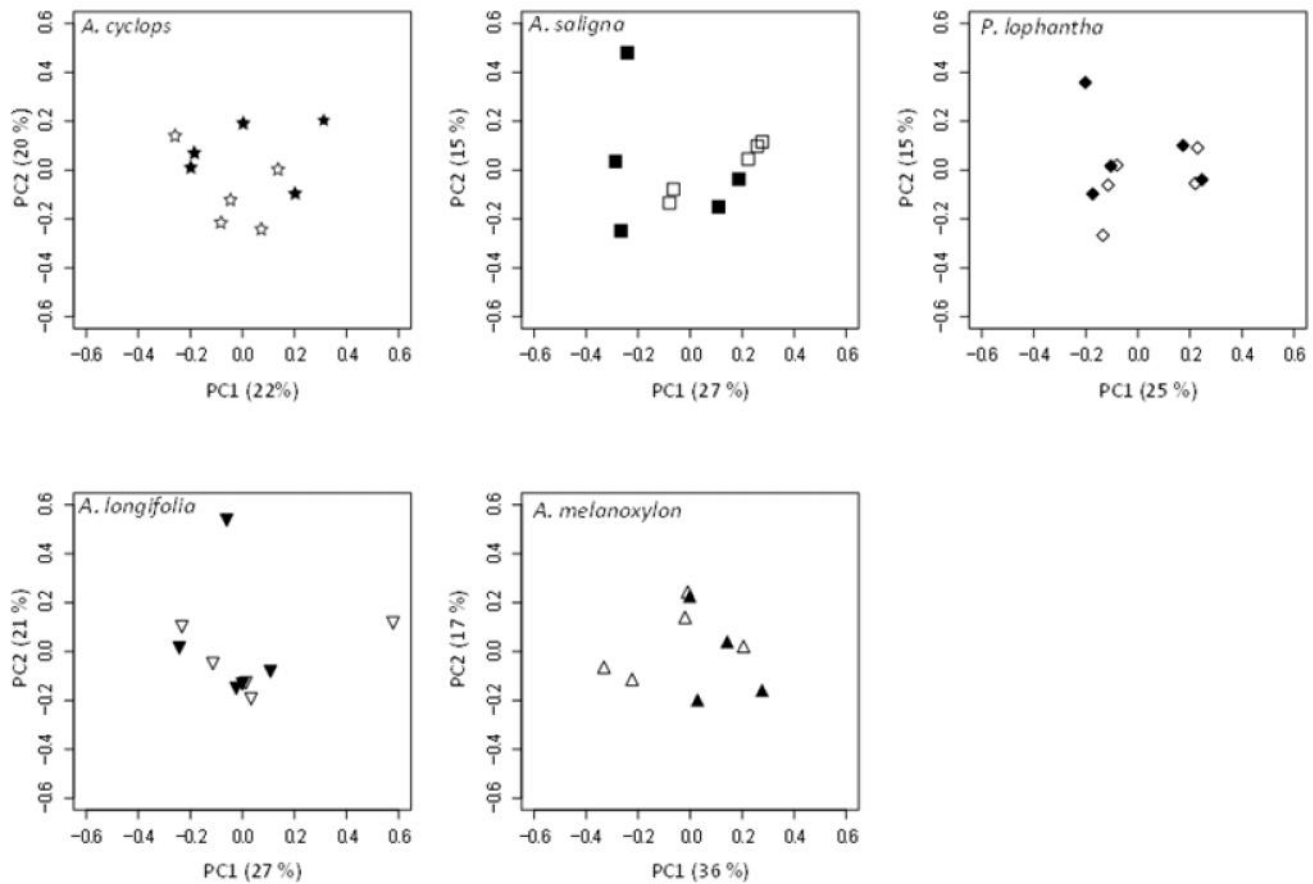 A. cyclops
PC2 (20 %)
0.6
0.4
0.2
0.0
−0.2
−0.4
−0.6
−0.6 −0.4 −0.2 0.0 0.2 0.4 0.6
PC1 (22%)
A. saligna
PC2 (15 %)
0.6
0.4
0.2
0.0
−0.2
−0.4
−0.6
−0.6 −0.4 −0.2 0.0 0.2 0.4 0.6
PC1 (27 %)
P. lophantha
PC2 (15 %)
0.6
0.4
0.2
0.0
−0.2
−0.4
−0.6
−0.6 −0.4 −0.2 0.0 0.2 0.4 0.6
PC1 (25 %)
A. longifolia
PC2 (21 %)
0.6
0.4
0.2
0.0
−0.2
−0.4
−0.6
−0.6 −0.4 −0.2 0.0 0.2 0.4 0.6
PC1 (27 %)
A. melanoxylon
PC2 (17 %)
0.6
0.4
0.2
0.0
−0.2
−0.4
−0.6
−0.6 −0.4 −0.2 0.0 0.2 0.4 0.6
PC1 (36 %)